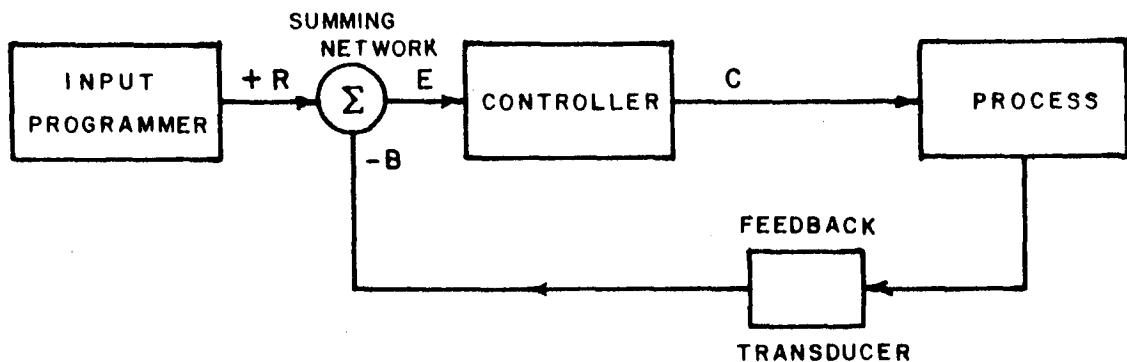 SUMMING
NETWORK
INPUT
PROGRAMMER
+ R
Σ
E
CONTROLLER
C
PROCESS
-B
FEEDBACK
TRANSDUCER